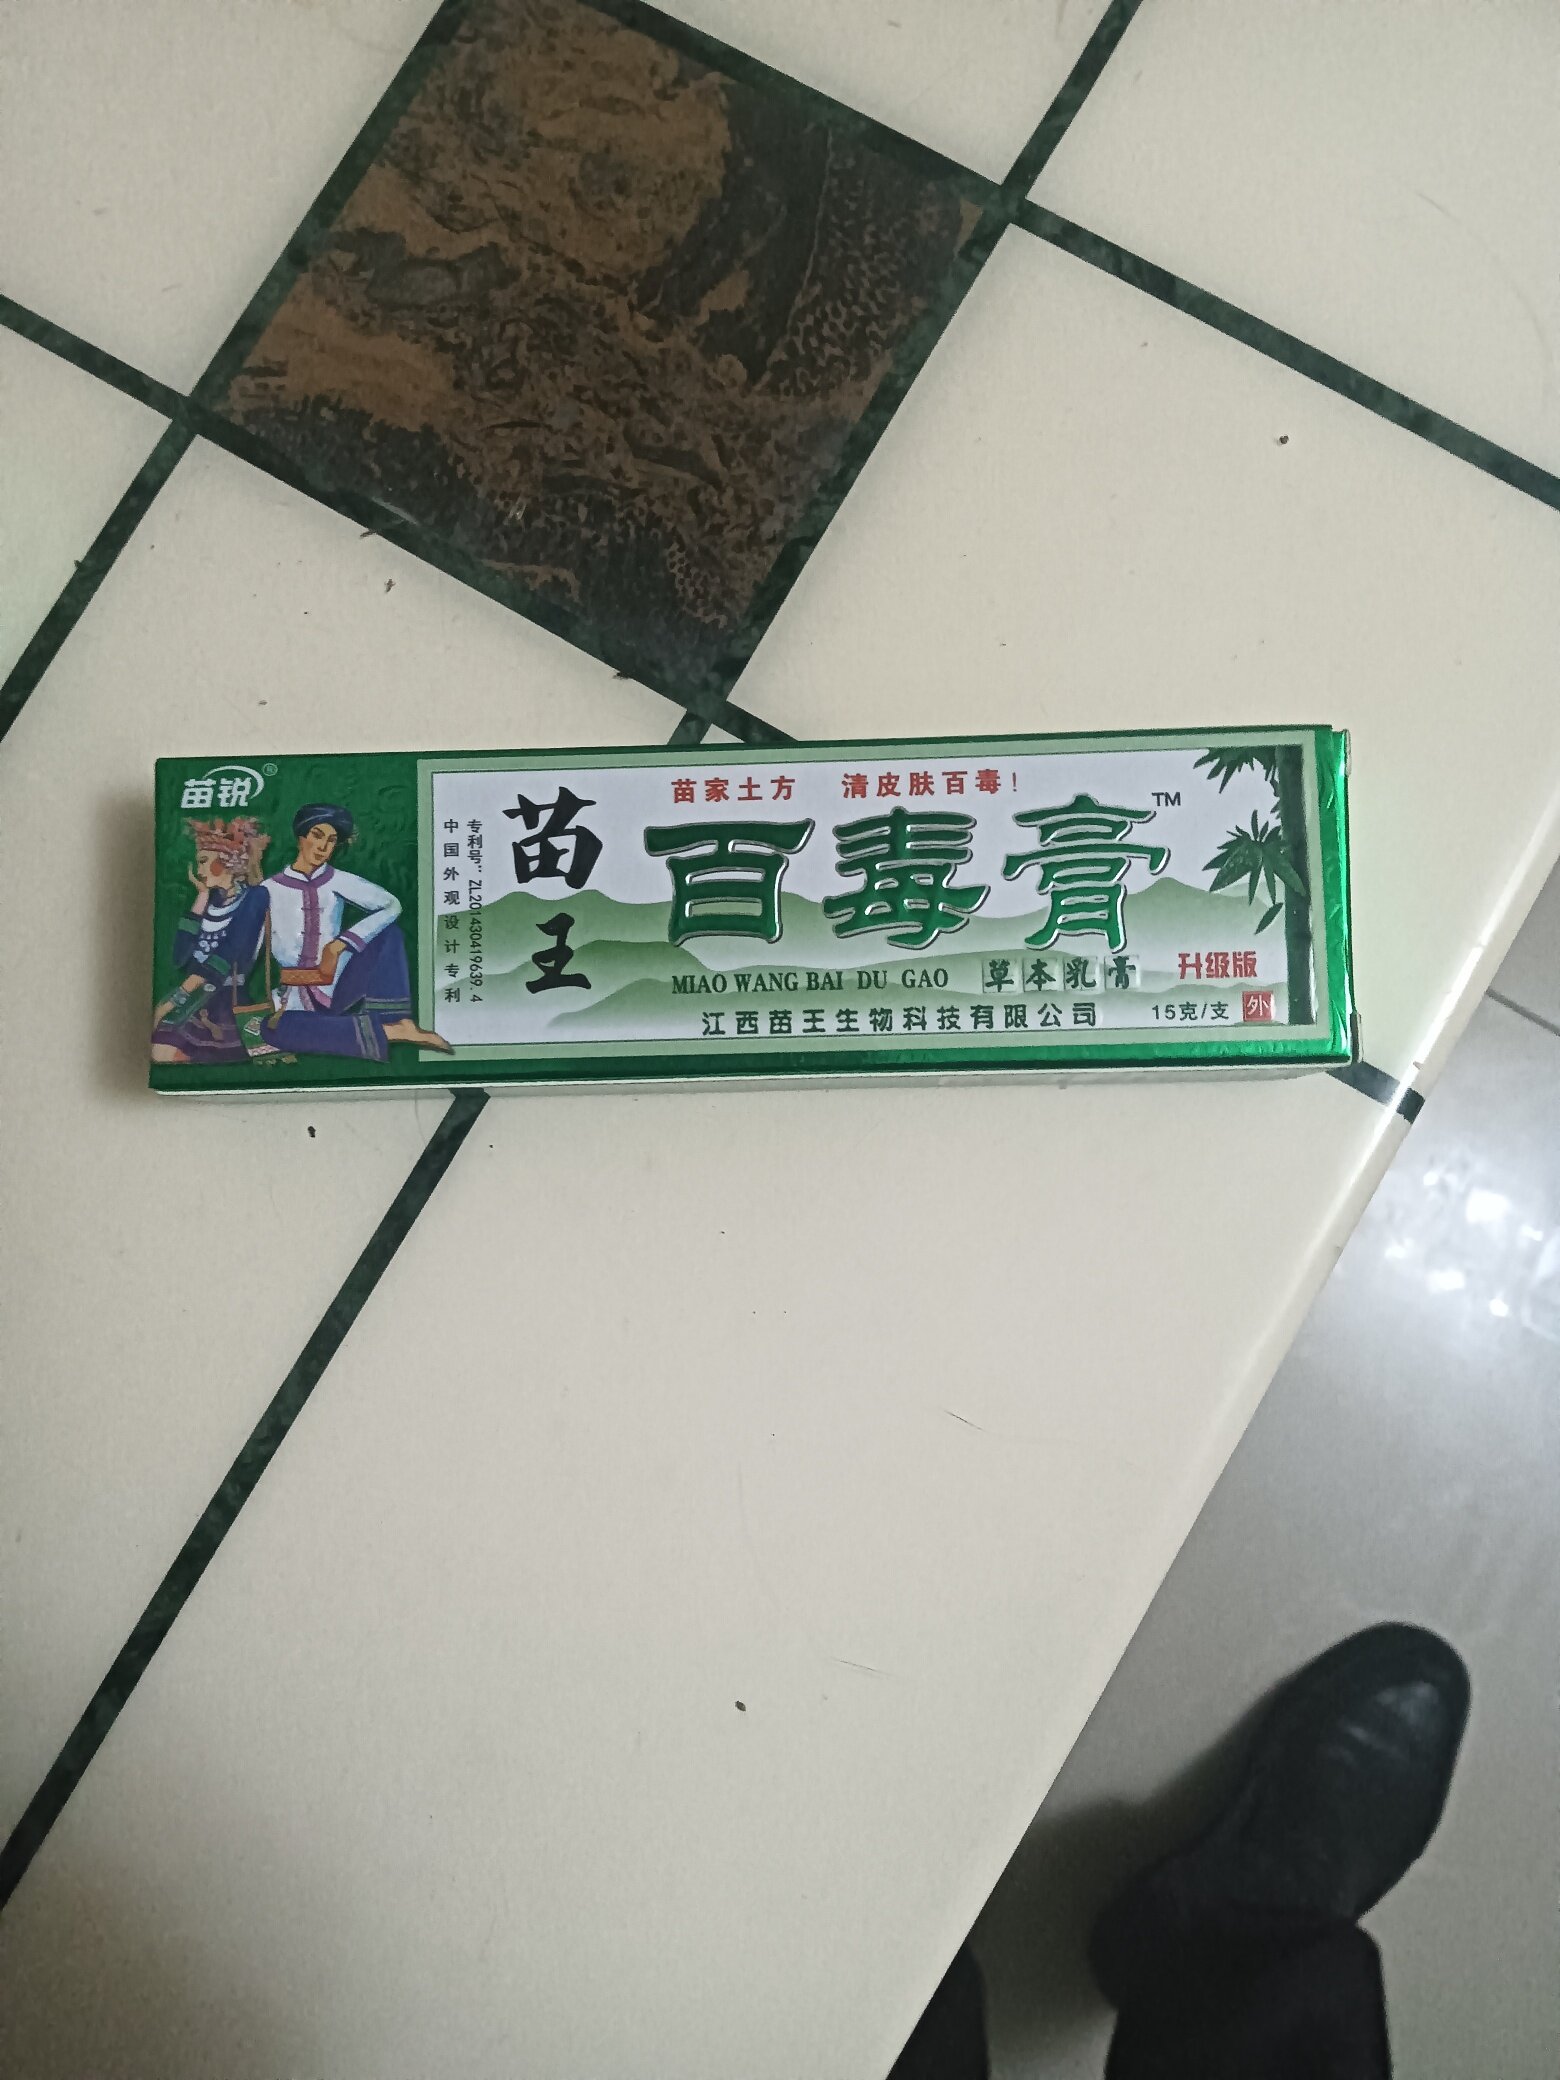 苗锐®
中国外观设计专利
专利号:ZL201430419639.4
苗王
苗家土方 清皮肤百毒!
百毒膏™
MIAO WANG BAI DU GAO 草本乳膏 升级版
江西苗王生物科技有限公司 15克/支 外